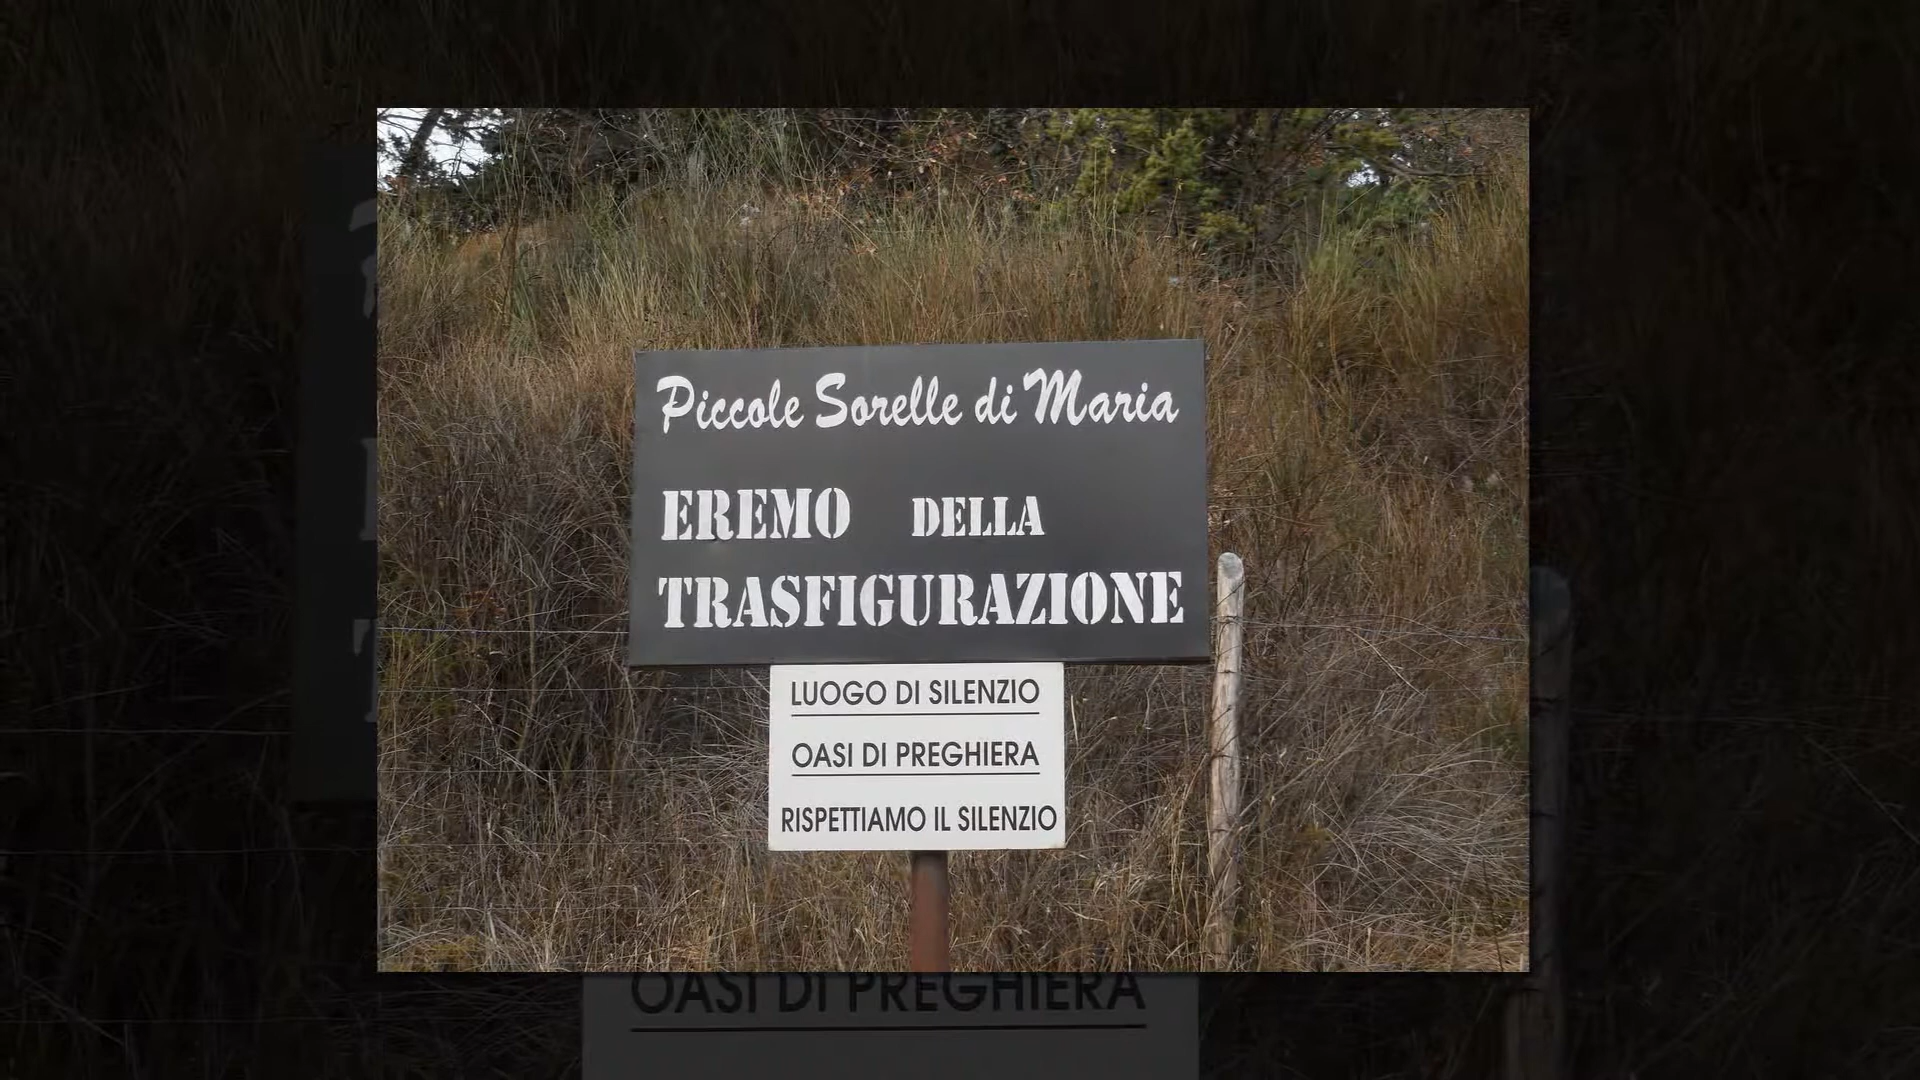 Piccole Sorelle di Maria
EREMO DELLA
TRASFIGURAZIONE
LUOGO DI SILENZIO
OASI DI PREGHIERA
RISPETTIAMO IL SILENZIO
OASI DI PREGHIERA